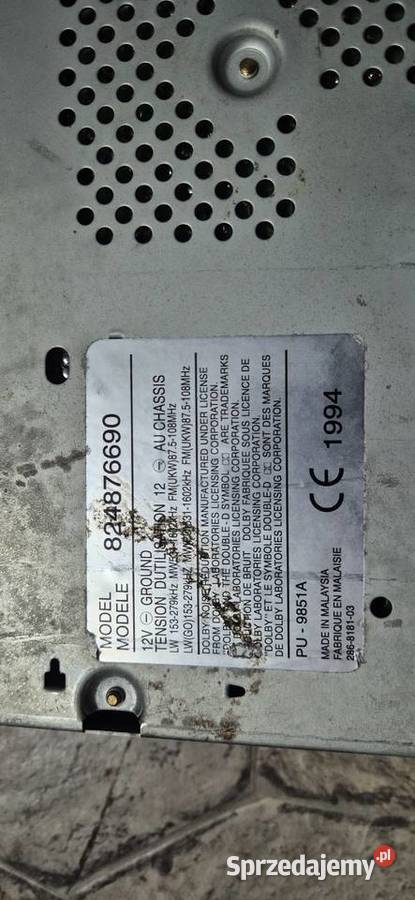 MODEL
MODELE 824876690
12V ⊖ GROUND
TENSION D'UTILISATION 12 ⊖ AU CHASSIS
LW 153-279kHz MW 531-1602kHz FM(UKW)87.5-108MHz
LW(GO)153-279kHz MW(PO)531-1602kHz FM(UKW)87.5-108MHz
DOLBY NOISE REDUCTION MANUFACTURED UNDER LICENSE
FROM DOLBY LABORATORIES LICENSING CORPORATION.
"DOLBY" AND THE DOUBLE-D SYMBOL ARE TRADEMARKS
OF DOLBY LABORATORIES LICENSING CORPORATION.
REDUCTION DE BRUIT DOLBY FABRIQUEE SOUS LICENCE DE
DOLBY LABORATORIES LICENSING CORPORATION.
"DOLBY" ET LE SYMBOLE DOUBLE D SONT DES MARQUES
DE DOLBY LABORATORIES LICENSING CORPORATION.
PU - 9851A
CE 1994
MADE IN MALAYSIA
FABRIQUE EN MALAISIE
286-8161-03
Sprzedajemy.pl